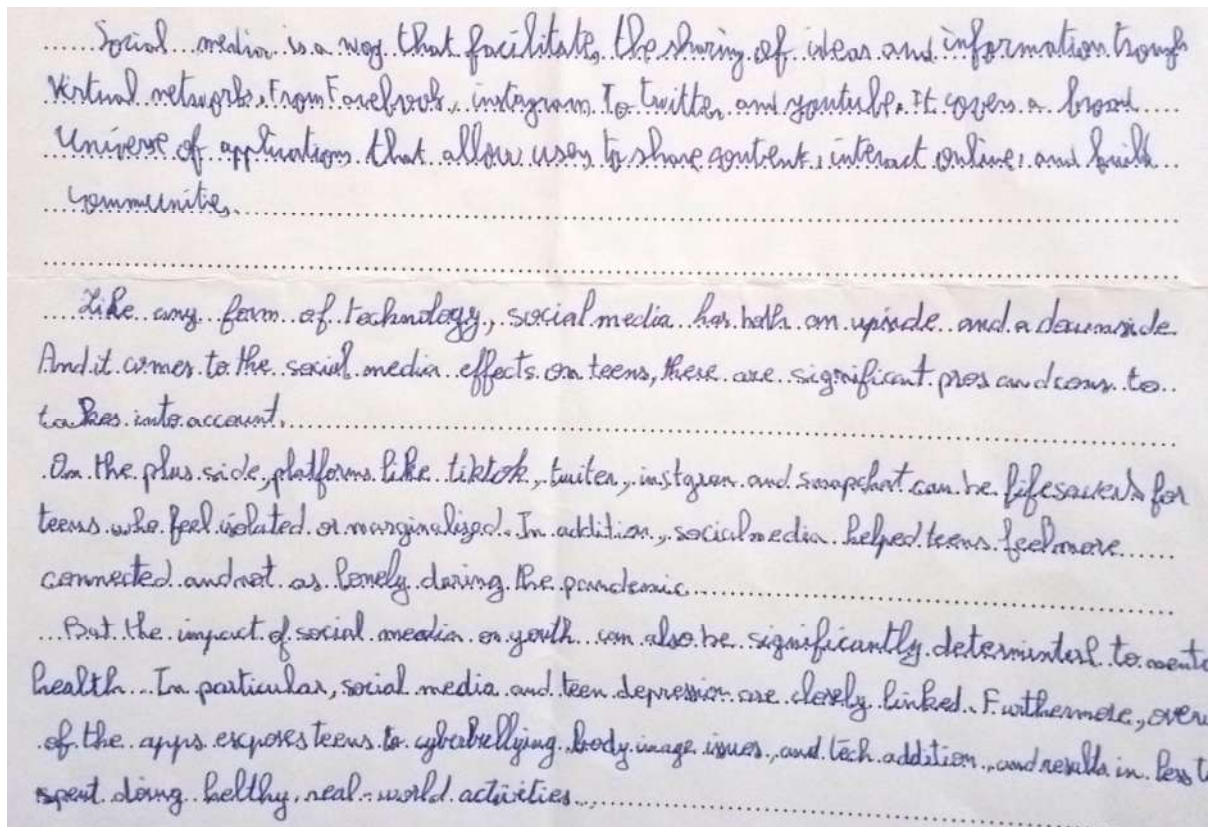 Social media is a way that facilitate, the sharing of ideas and information trough
Virtual networks, From Facebook, instagram To twitter and youtube. It covers a broad
Universe of applications that allow users to share content, interact online, and build
communities.
Like any form of technology, social media has both an upside and a downside
And it comes to the social media effects on teens, there are significant pros and cons to
takes into account.
On the plus side, platforms like tiktok, twiter, instgram and snapchat can be lifesavers for
teens who feel isolated or marginalised. In addition, social media helped teens feel more
connected and not as lonely during the pandemic
But the impact of social meedia on youth can also be significantly determintel to menta
health. In particular, social media and teen depression are closely linked. Furthermore, overu
of the apps exposes teens to cyberbullying, body image issues, and tech addition, and results in less t
spent doing helthy, real-world activities.